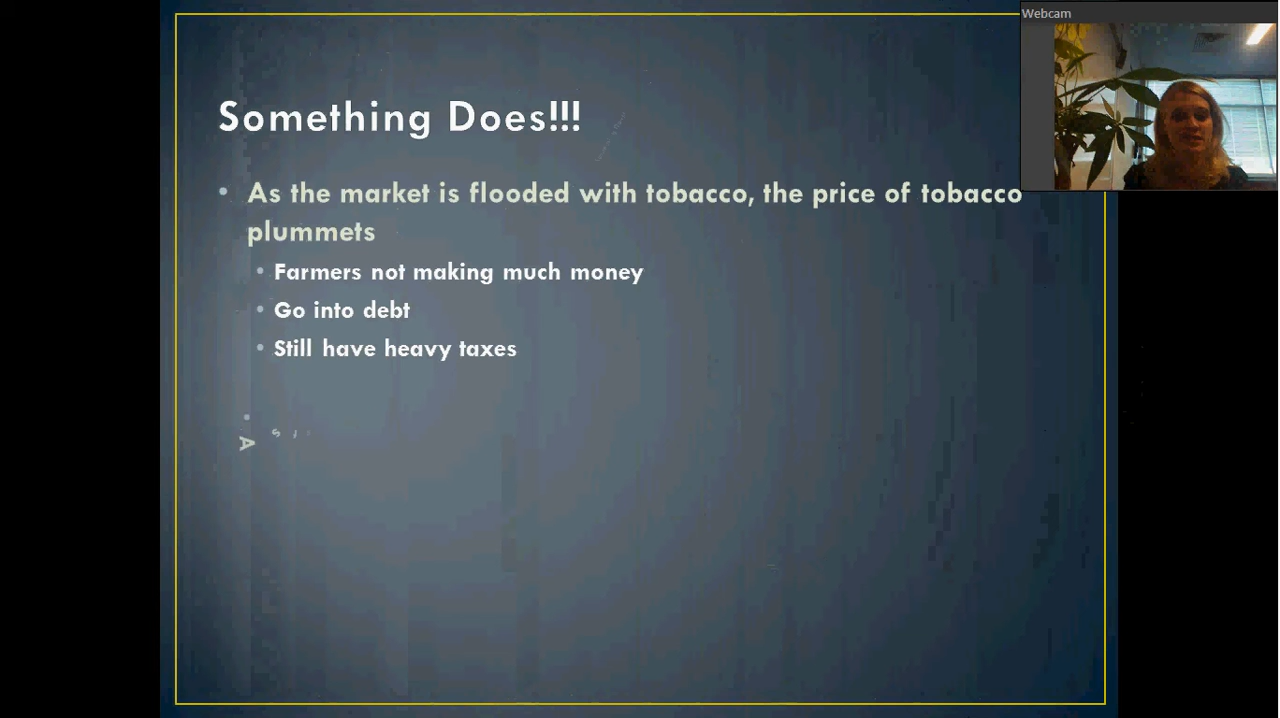 Webcam
Something Does!!!
• As the market is flooded with tobacco, the price of tobacco
plummets
• Farmers not making much money
• Go into debt
• Still have heavy taxes
• A s